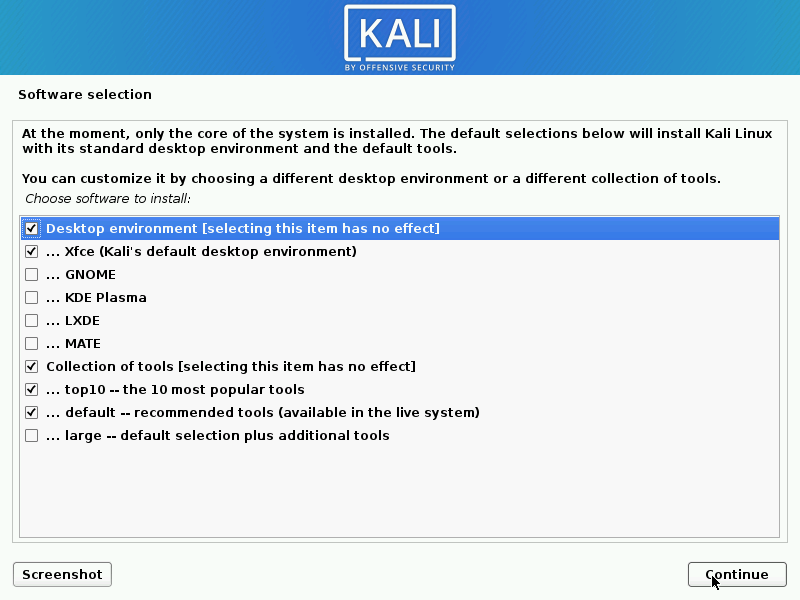 KALI
BY OFFENSIVE SECURITY
Software selection
At the moment, only the core of the system is installed. The default selections below will install Kali Linux
with its standard desktop environment and the default tools.
You can customize it by choosing a different desktop environment or a different collection of tools.
Choose software to install:
Desktop environment [selecting this item has no effect]
... Xfce (Kali's default desktop environment)
... GNOME
... KDE Plasma
... LXDE
... MATE
Collection of tools [selecting this item has no effect]
... top10 -- the 10 most popular tools
... default -- recommended tools (available in the live system)
... large -- default selection plus additional tools
Screenshot
Continue